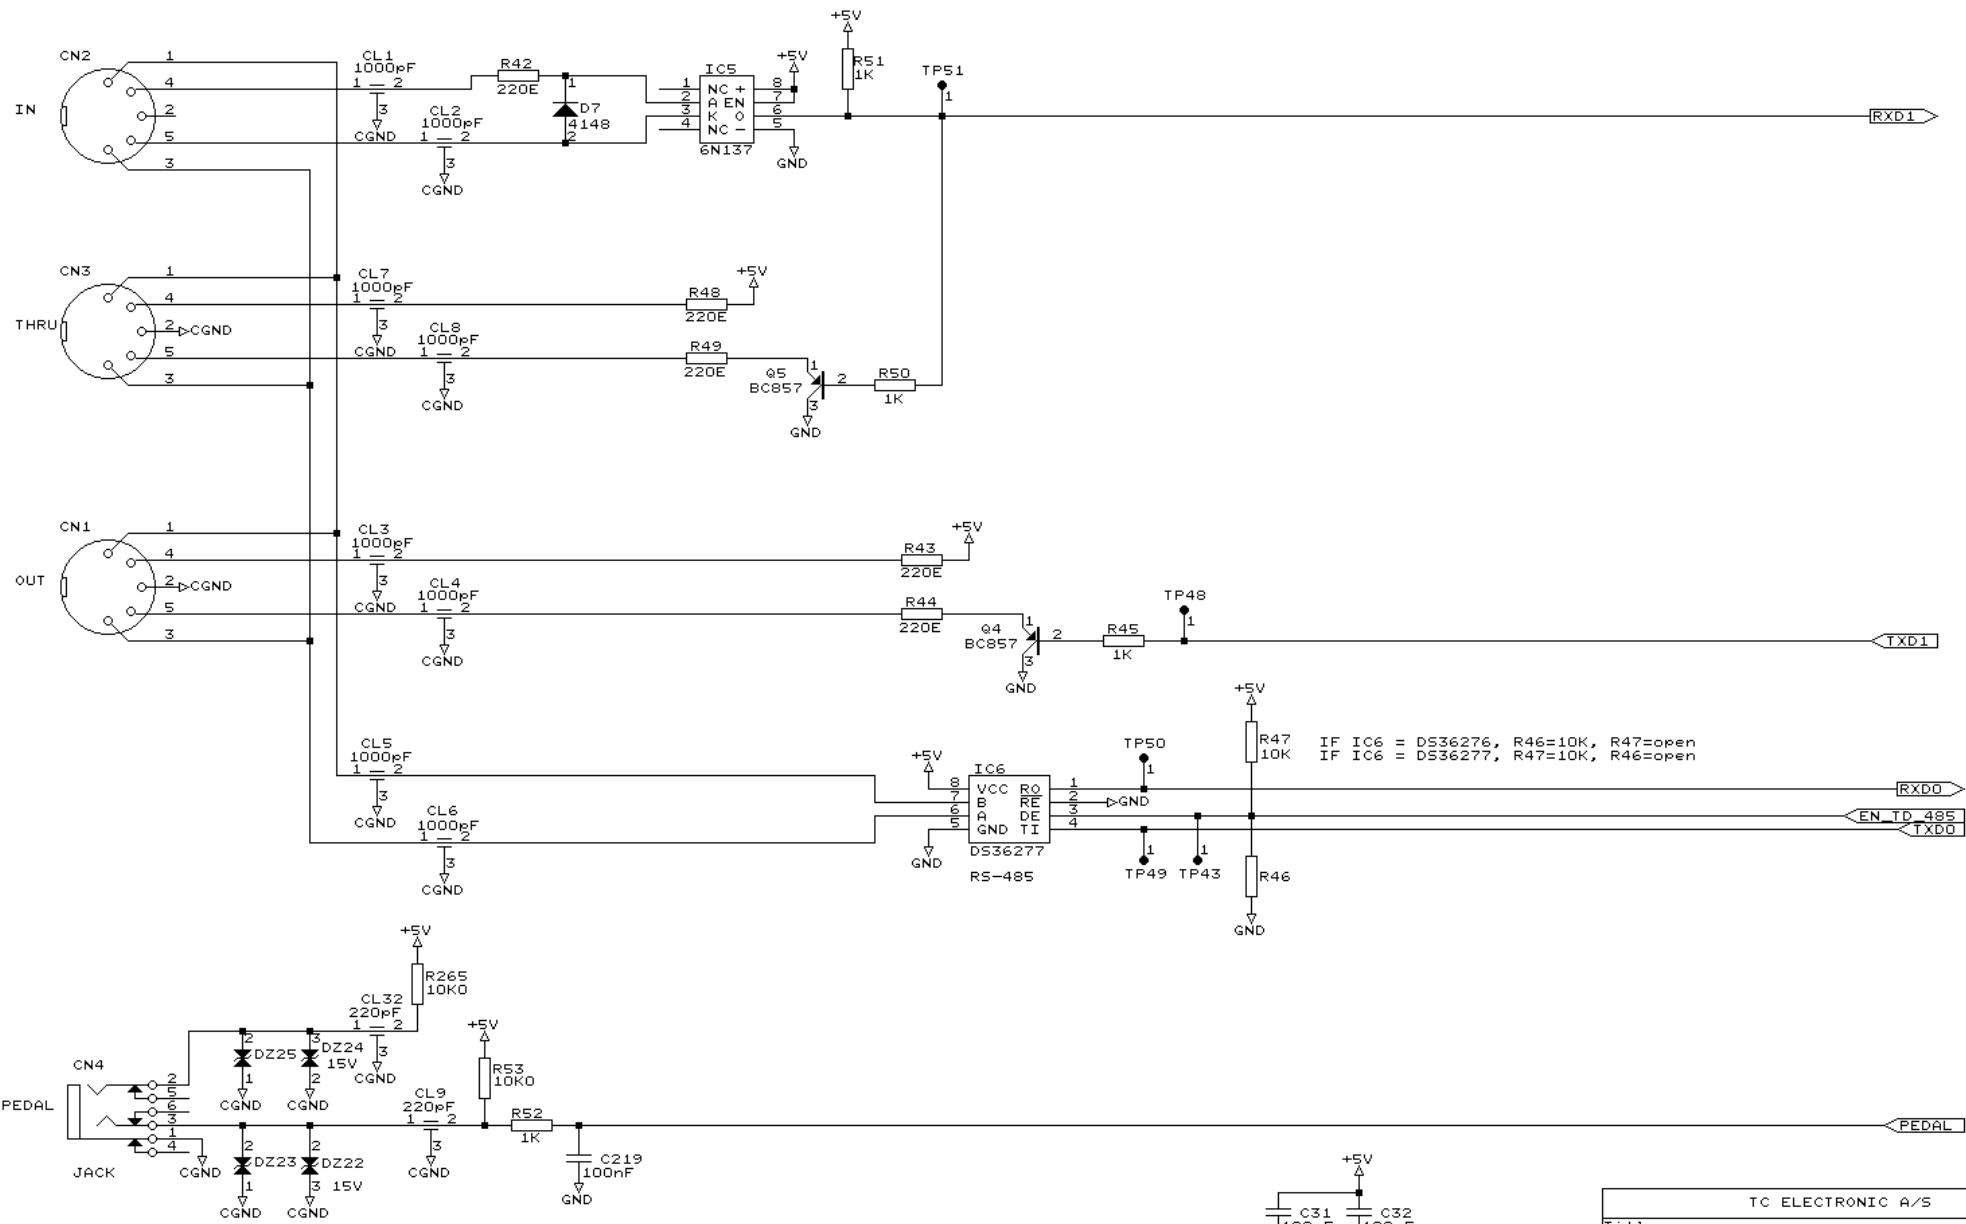 +5V
CN2
1
CL1
1000pF
1 2
3
CGND
4
R42
220E
1
D7
4148
2
IC5
1 NC + 8
2 A EN 7
3 K O 6
4 NC - 5
6N137
+5V
GND
R51
1K
TP51
1
RXD1
IN
2
CL2
1000pF
1 2
3
CGND
5
3
CN3
1
CL7
1000pF
1 2
3
CGND
4
R48
220E
+5V
THRU
2 CGND
CL8
1000pF
1 2
3
CGND
5
R49
220E
Q5
BC857
1
2
3
GND
R50
1K
3
CN1
1
CL3
1000pF
1 2
3
CGND
4
R43
220E
+5V
OUT
2 CGND
CL4
1000pF
1 2
3
CGND
5
R44
220E
Q4
BC857
1
2
3
GND
R45
1K
TP48
1
TXD1
3
CL5
1000pF
1 2
3
CGND
CL6
1000pF
1 2
3
CGND
+5V
IC6
8 VCC RO 1
7 B RE 2
6 A DE 3
5 GND TI 4
DS36277
RS-485
GND
GND
TP50
1
+5V
R47
10K
IF IC6 = DS36276, R46=10K, R47=open
IF IC6 = DS36277, R47=10K, R46=open
RXD0
EN_TD_485
TXD0
1
TP49
1
TP43
R46
GND
+5V
R265
10K0
CL32
220pF
1 2
3
CGND
2
DZ25
1
CGND
3
DZ24
15V
2
CGND
CN4
2
5
6
3
1
4
PEDAL
JACK
CGND
2
DZ23
1
CGND
2
DZ22
3 15V
CGND
CL9
220pF
1 2
3
CGND
+5V
R53
10K0
R52
1K
C219
100nF
GND
PEDAL
+5V
C31
C32
TC ELECTRONIC A/S